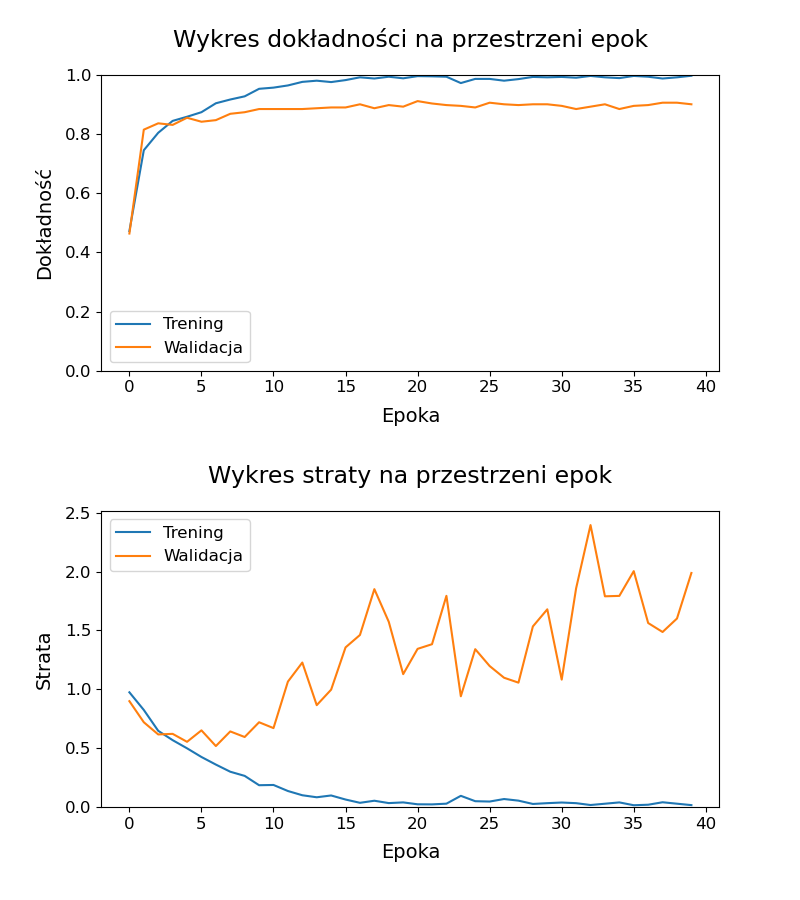 Wykres dokładności na przestrzeni epok
1.0
0.8
0.6
0.4
0.2
0.0
Dokładność
Trening
Walidacja
0 5 10 15 20 25 30 35 40
Epoka
Wykres straty na przestrzeni epok
2.5
2.0
1.5
1.0
0.5
0.0
Strata
Trening
Walidacja
0 5 10 15 20 25 30 35 40
Epoka